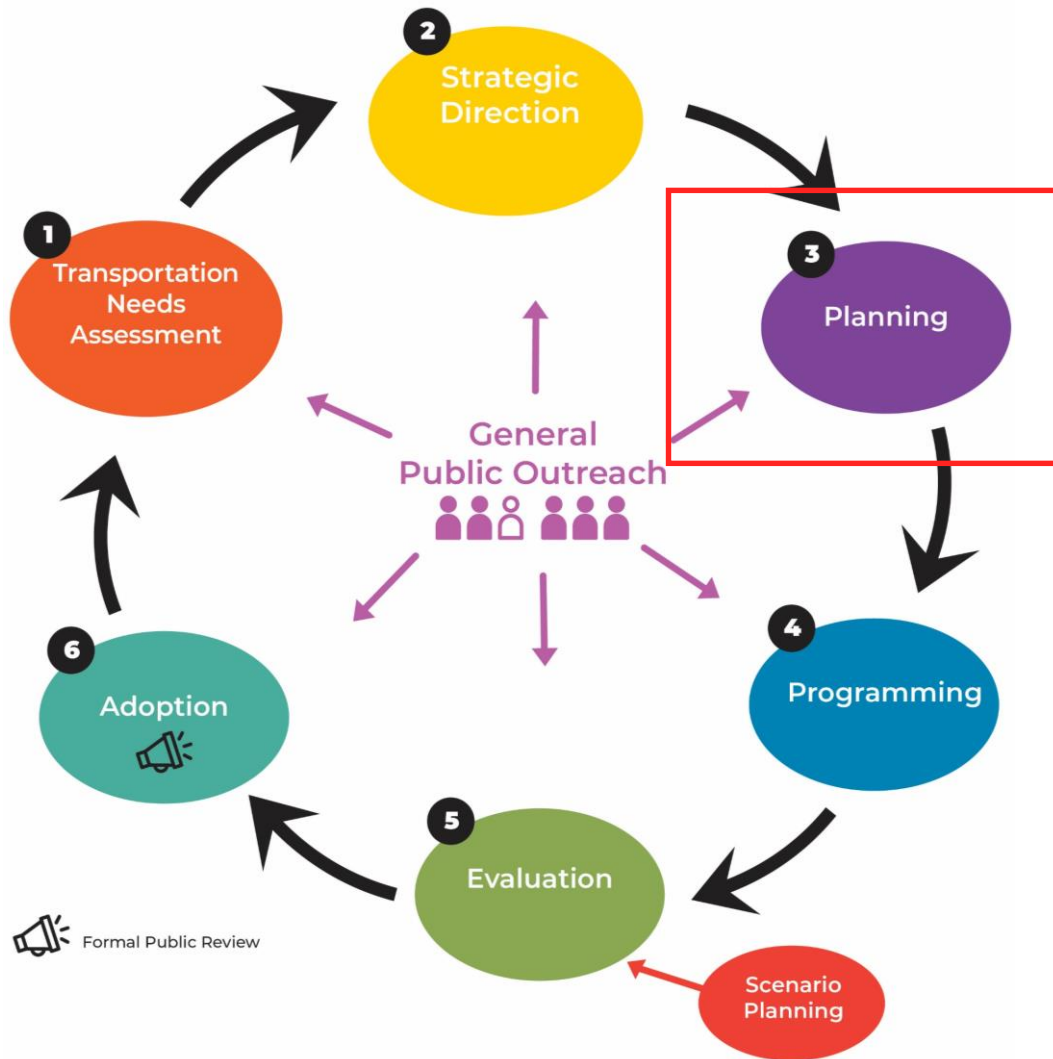 2
Strategic
Direction
1
Transportation
Needs
Assessment
3
Planning
General
Public Outreach
4
Programming
6
Adoption
5
Evaluation
Formal Public Review
Scenario
Planning